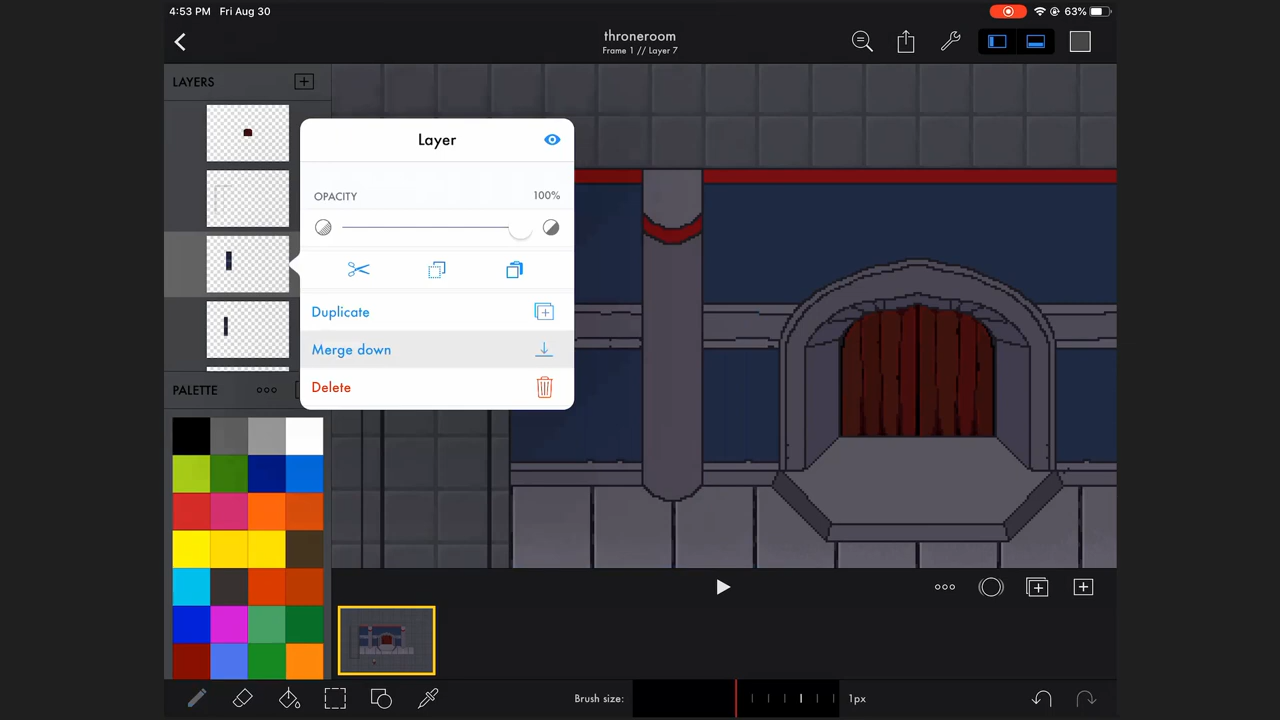 4:53 PM Fri Aug 30
63%
throneroom
Frame 1 // Layer 7
LAYERS
Layer
OPACITY
100%
Duplicate
Merge down
Delete
PALETTE
Brush size:
1px